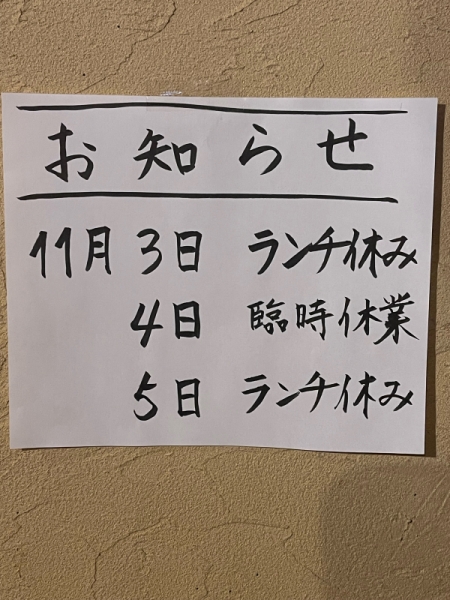 お知らせ
11月3日 ランチ休み
4日 臨時休業
5日 ランチ休み